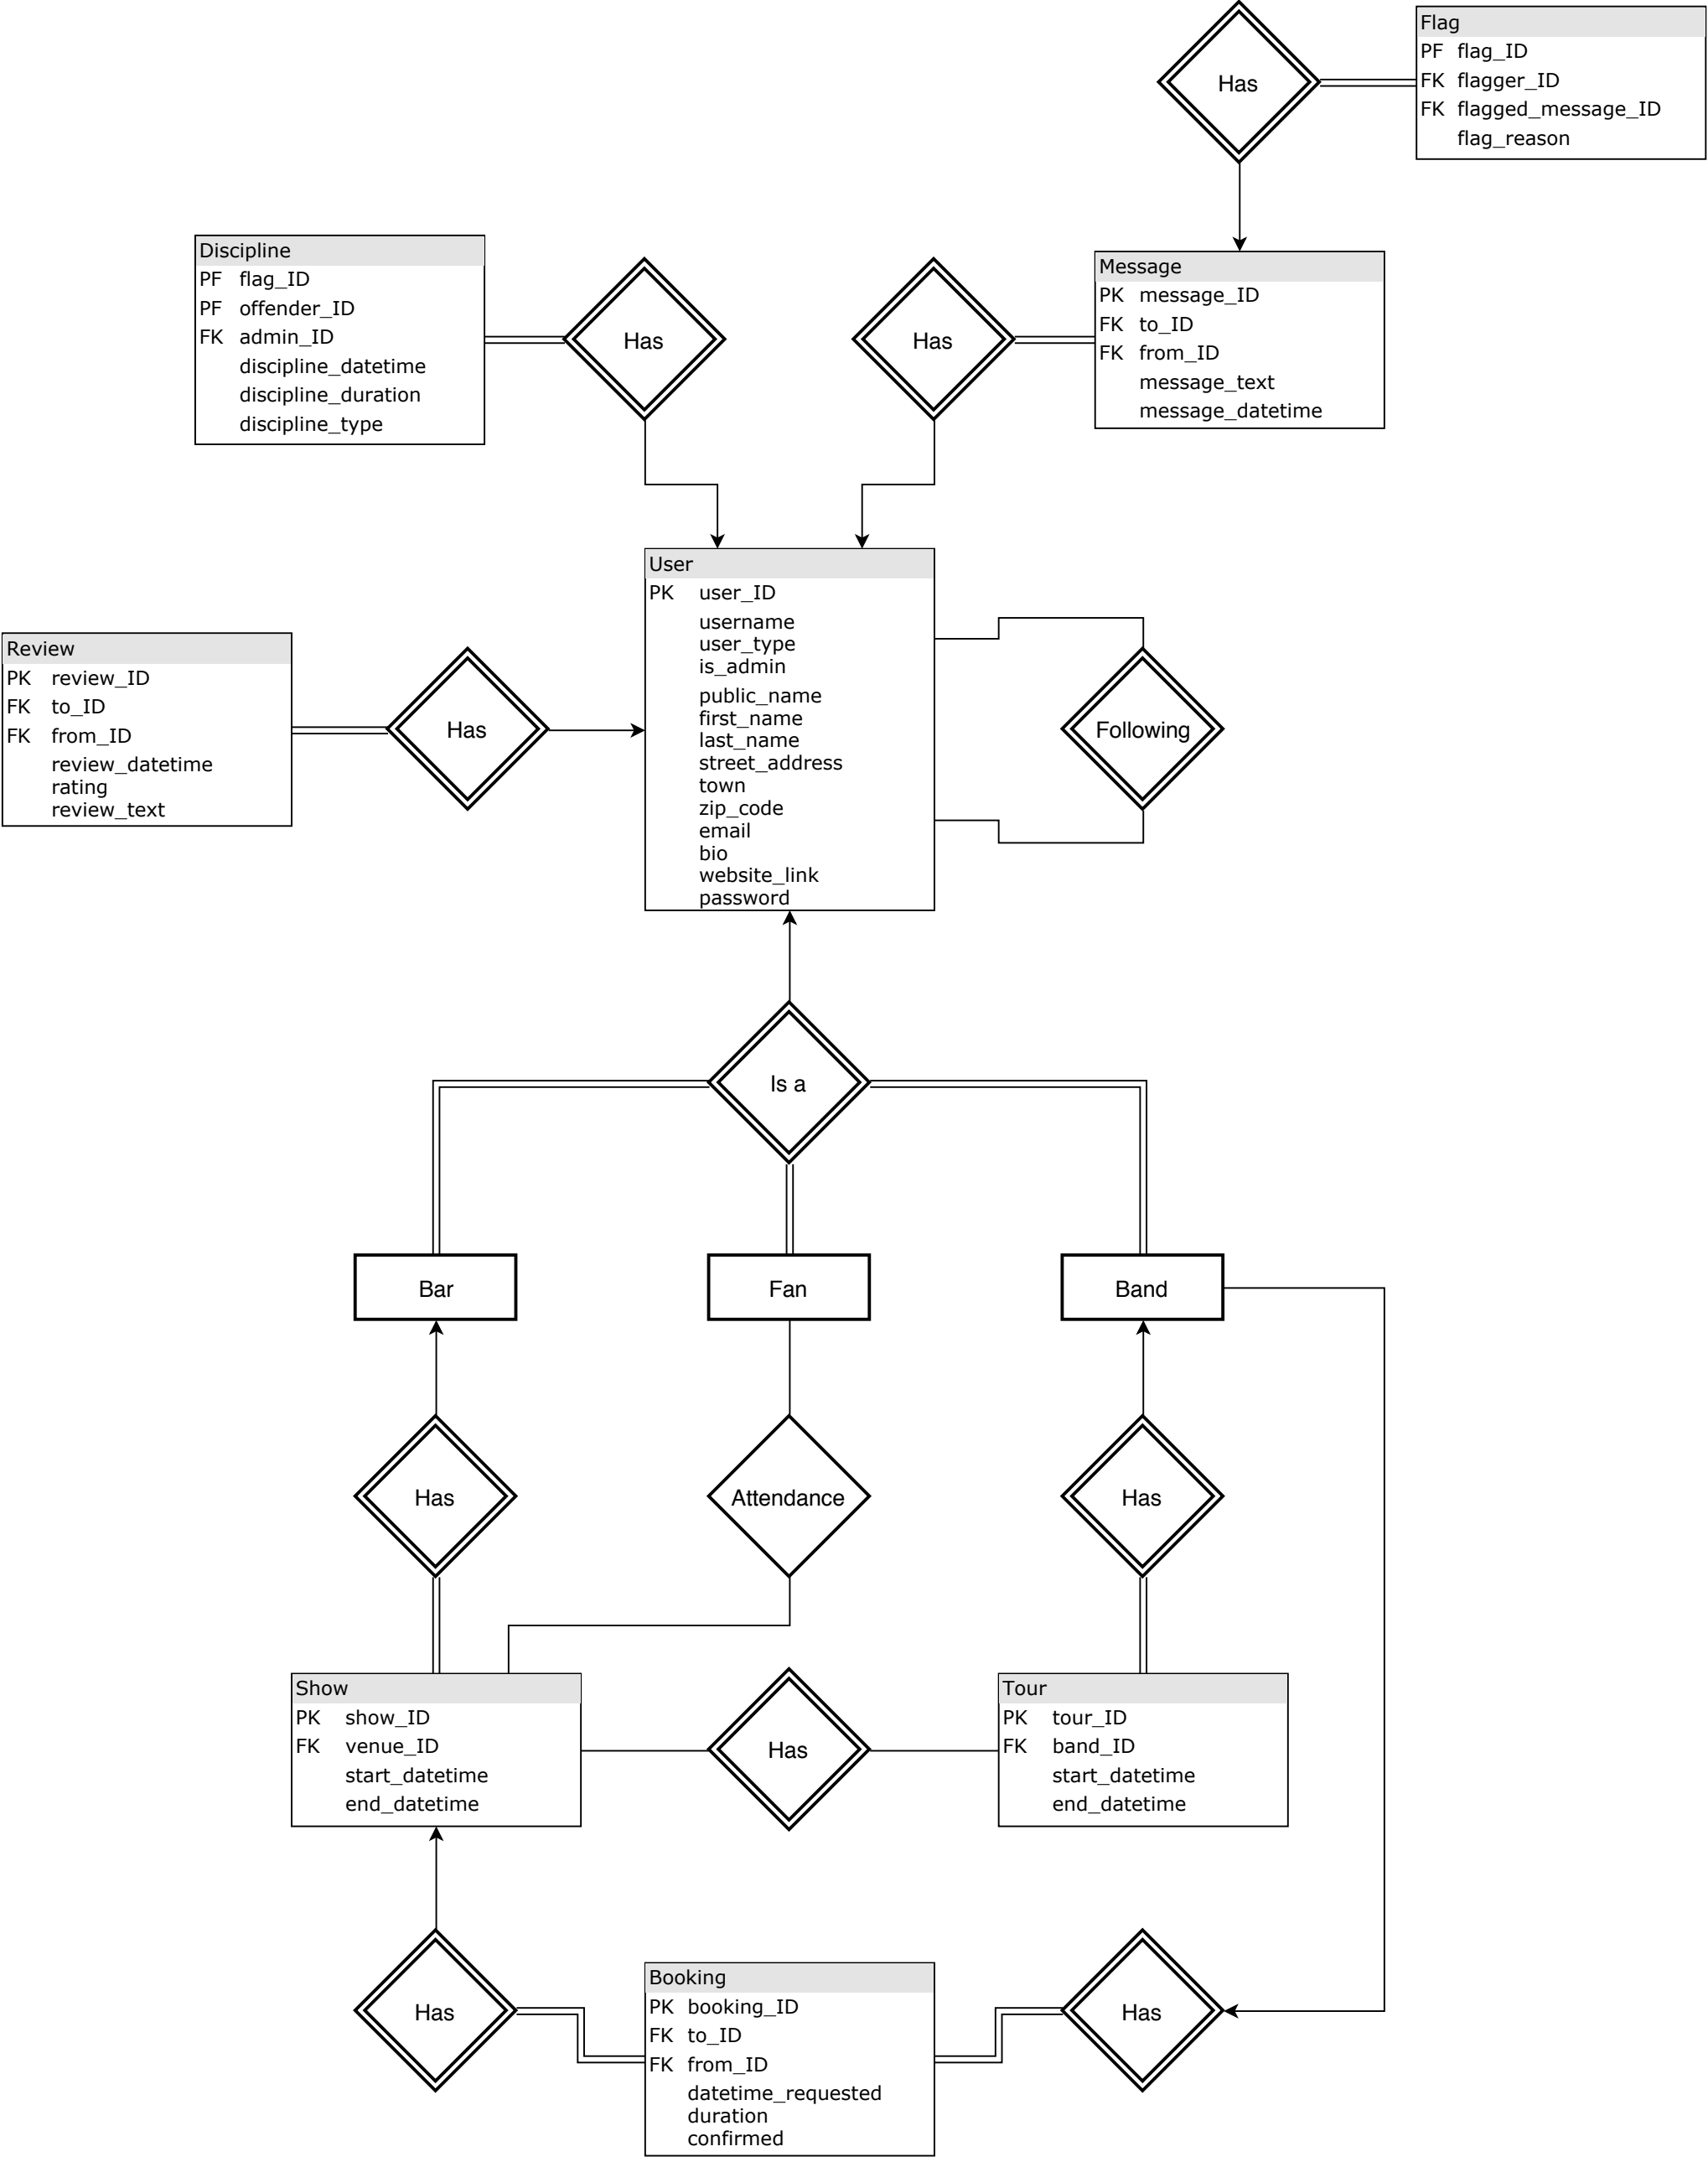 Flag
PF flag_ID
FK flagger_ID
FK flagged_message_ID
flag_reason
Has
Discipline
PF flag_ID
PF offender_ID
FK admin_ID
discipline_datetime
discipline_duration
discipline_type
Has
Has
Message
PK message_ID
FK to_ID
FK from_ID
message_text
message_datetime
User
PK user_ID
username
user_type
is_admin
public_name
first_name
last_name
street_address
town
zip_code
email
bio
website_link
password
Review
PK review_ID
FK to_ID
FK from_ID
review_datetime
rating
review_text
Has
Following
Is a
Bar
Fan
Band
Has
Attendance
Has
Show
PK show_ID
FK venue_ID
start_datetime
end_datetime
Has
Tour
PK tour_ID
FK band_ID
start_datetime
end_datetime
Has
Booking
PK booking_ID
FK to_ID
FK from_ID
datetime_requested
duration
confirmed
Has